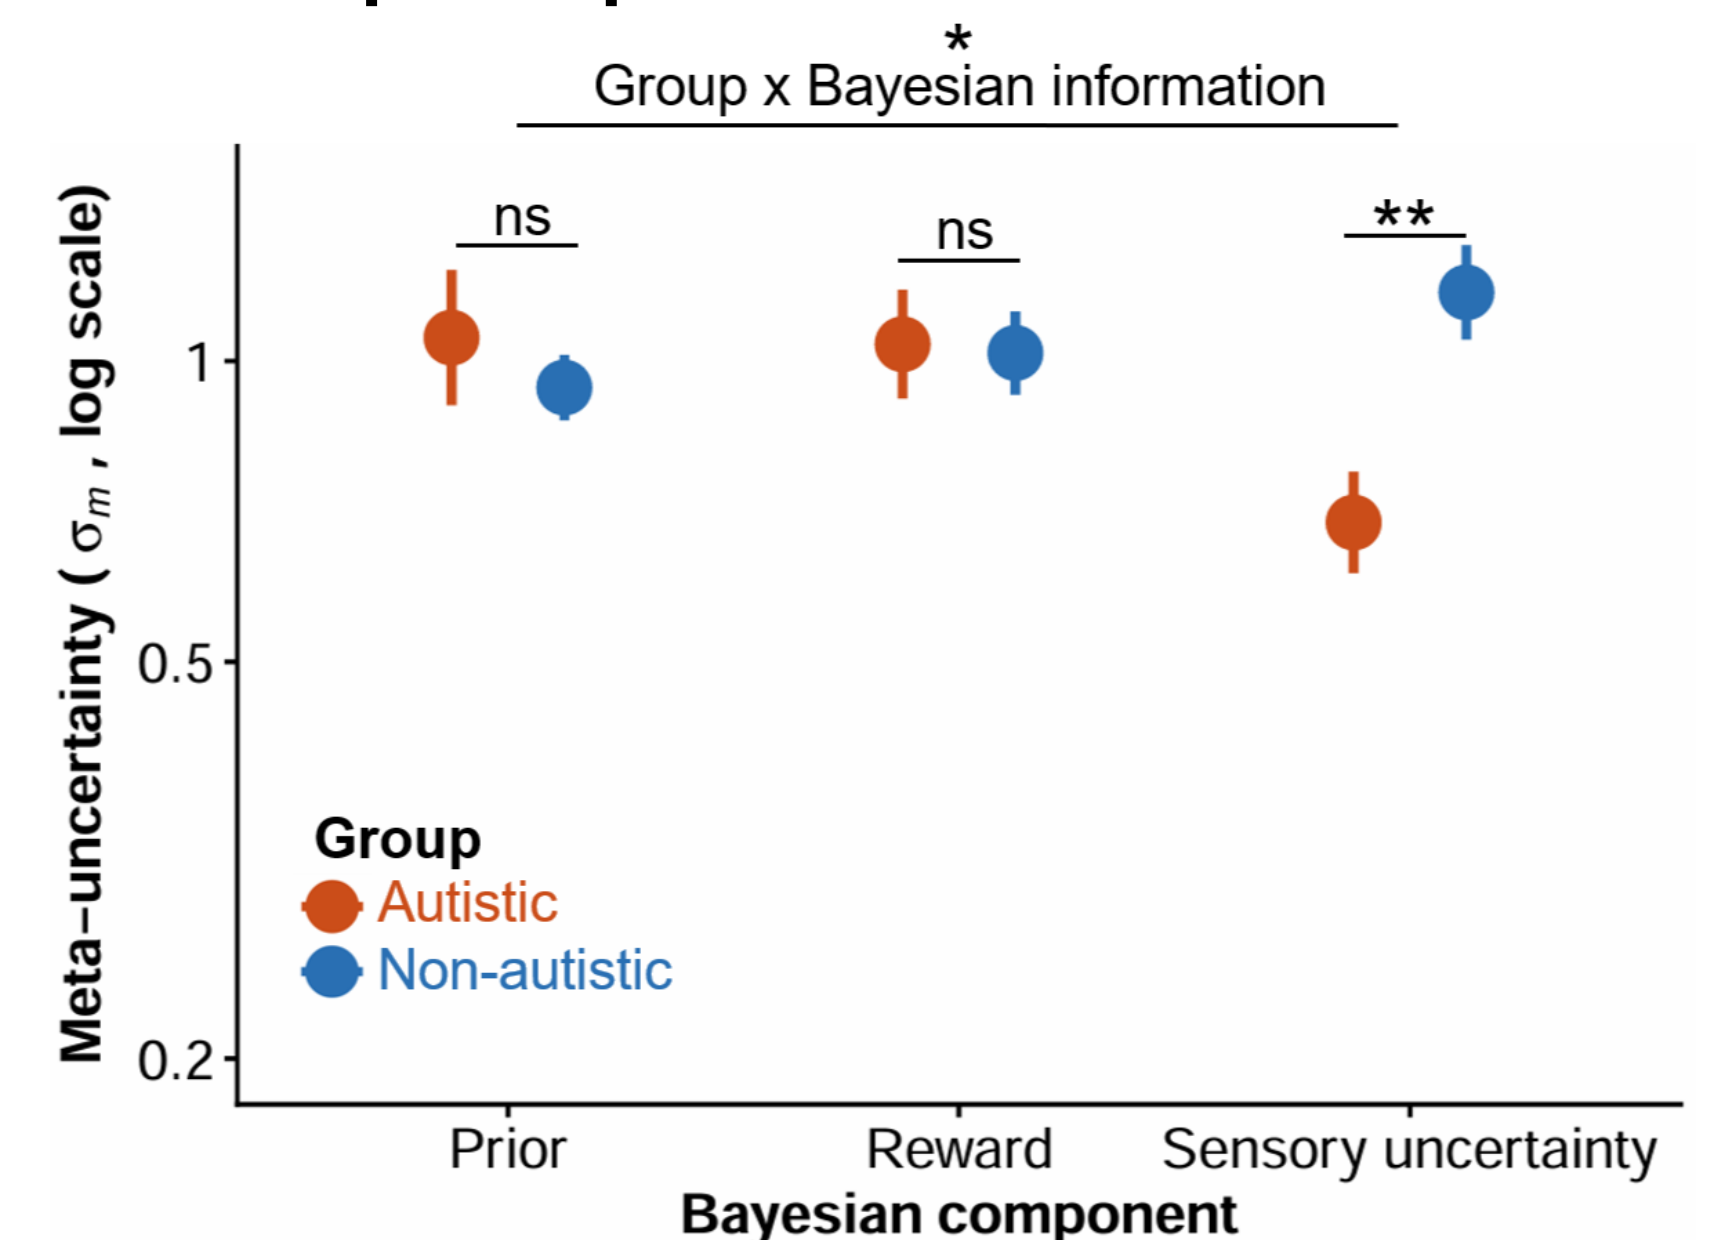 *
Group x Bayesian information
ns
ns
**
Meta-uncertainty ( σm , log scale)
1
0.5
0.2
Group
Autistic
Non-autistic
Prior
Reward
Sensory uncertainty
Bayesian component